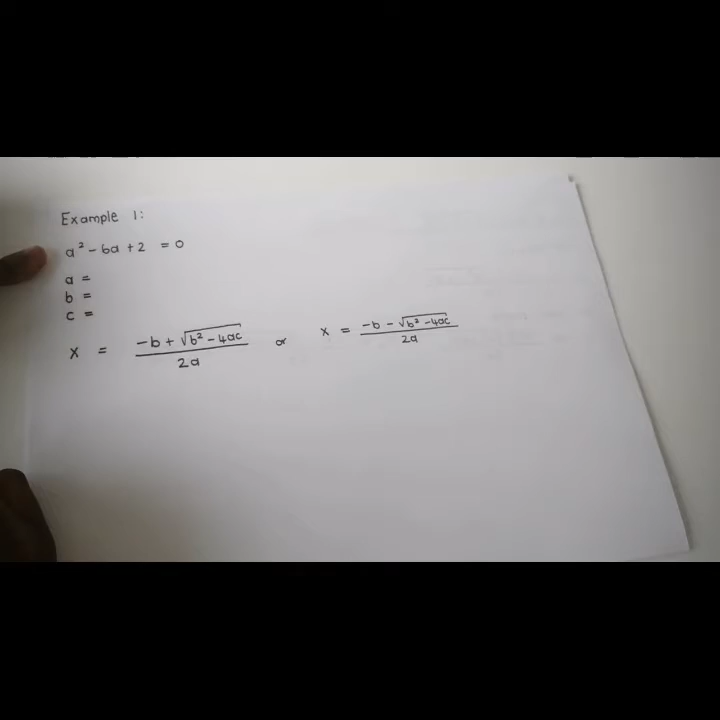 Example 1:
a² - 6a + 2 = 0
a =
b =
c =
x = -b + √b² - 4ac / 2a or x = -b - √b² - 4ac / 2a